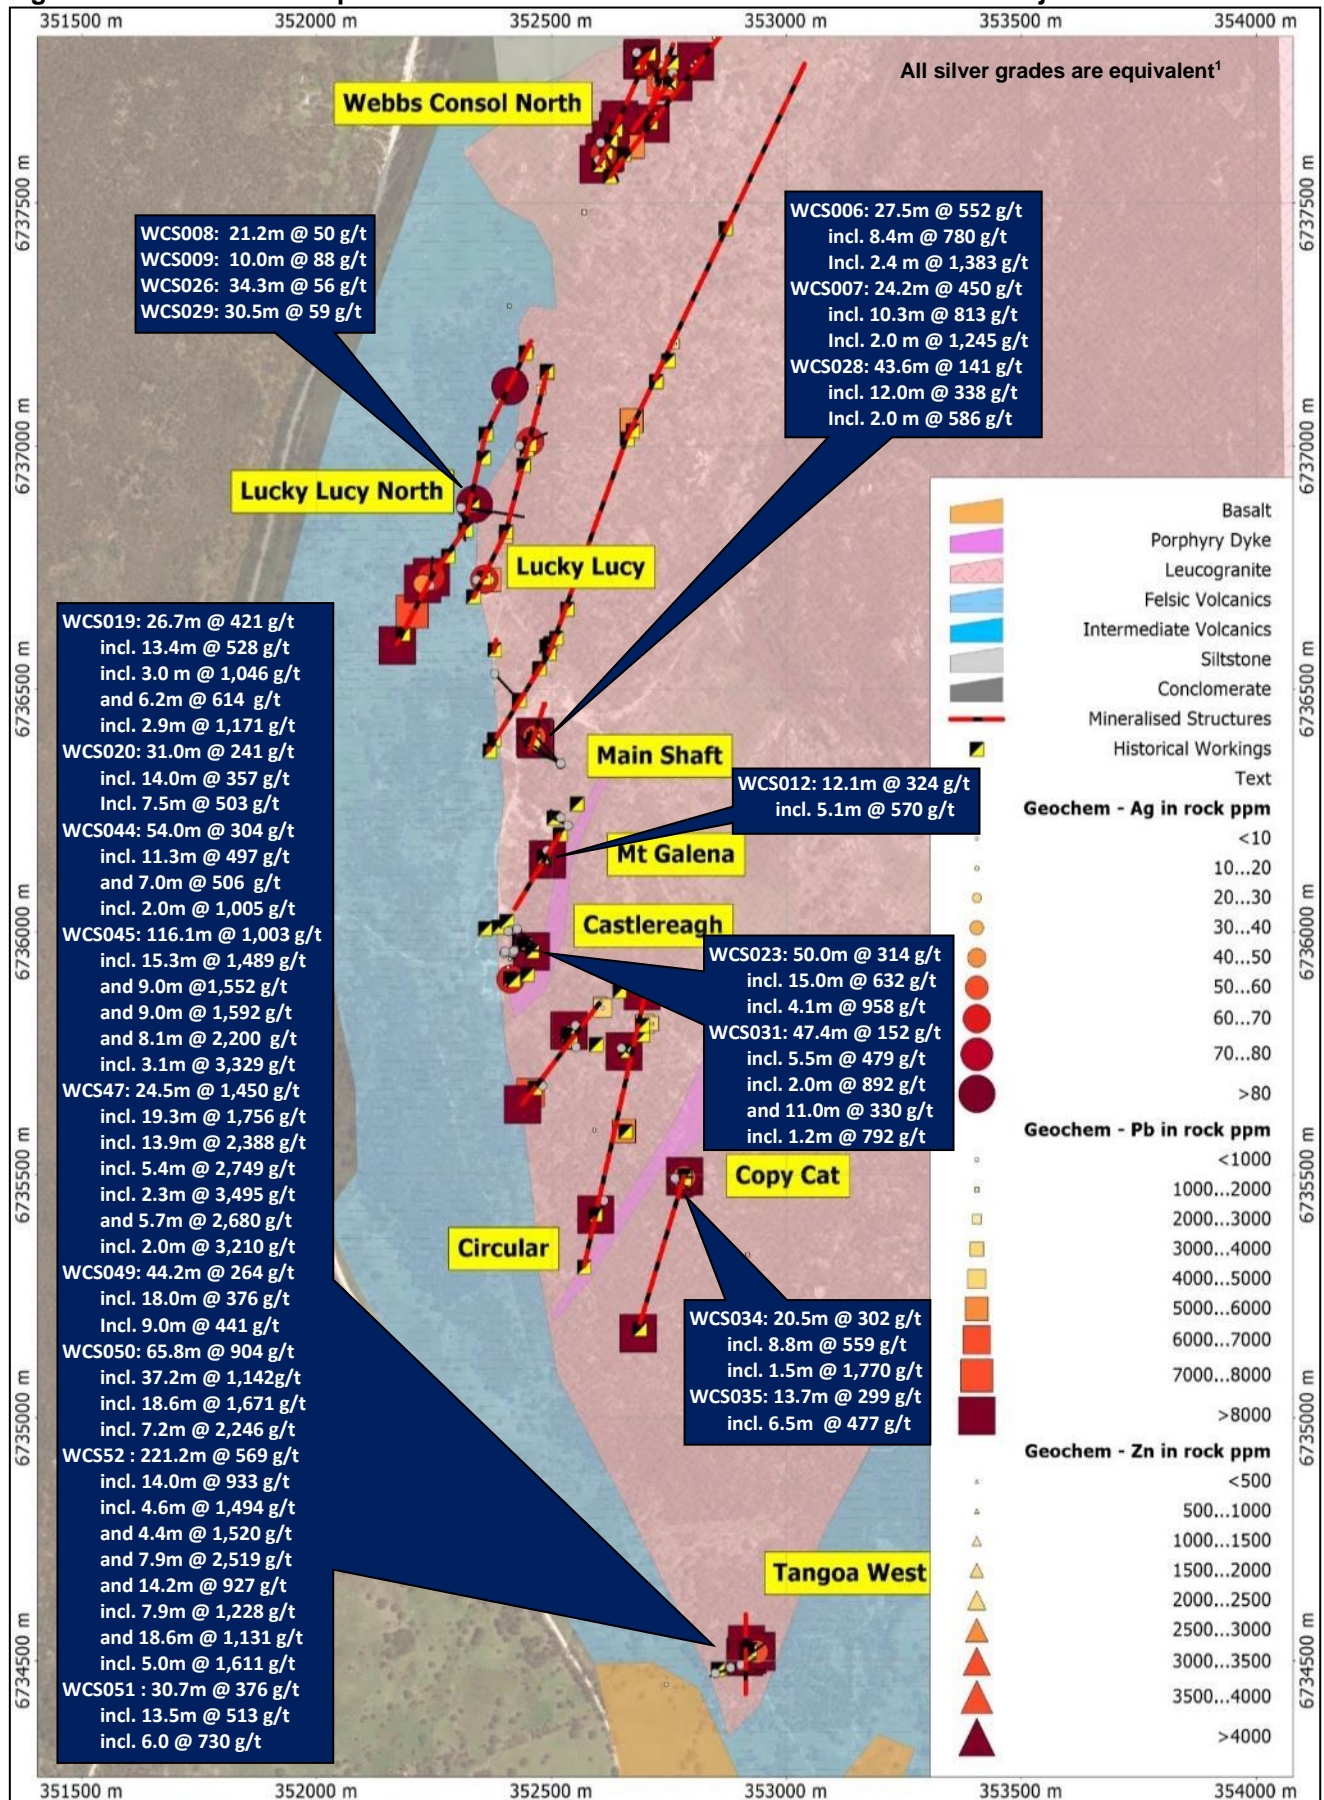 351500 m 352000 m 352500 m 353000 m 353500 m 354000 m
All silver grades are equivalent1
Webbs Consol North
6737500 m
6737500 m
WCS008: 21.2m @ 50 g/t
WCS009: 10.0m @ 88 g/t
WCS026: 34.3m @ 56 g/t
WCS029: 30.5m @ 59 g/t
WCS006: 27.5m @ 552 g/t
incl. 8.4m @ 780 g/t
Incl. 2.4 m @ 1,383 g/t
WCS007: 24.2m @ 450 g/t
incl. 10.3m @ 813 g/t
Incl. 2.0 m @ 1,245 g/t
WCS028: 43.6m @ 141 g/t
incl. 12.0m @ 338 g/t
Incl. 2.0 m @ 586 g/t
6737000 m
6737000 m
Lucky Lucy North
Lucky Lucy
6736500 m
6736500 m
Main Shaft
WCS012: 12.1m @ 324 g/t
incl. 5.1m @ 570 g/t
Mt Galena
Castlereagh
6736000 m
6736000 m
WCS023: 50.0m @ 314 g/t
incl. 15.0m @ 632 g/t
incl. 4.1m @ 958 g/t
WCS031: 47.4m @ 152 g/t
incl. 5.5m @ 479 g/t
incl. 2.0m @ 892 g/t
and 11.0m @ 330 g/t
incl. 1.2m @ 792 g/t
WCS019: 26.7m @ 421 g/t
incl. 13.4m @ 528 g/t
incl. 3.0 m @ 1,046 g/t
and 6.2m @ 614 g/t
incl. 2.9m @ 1,171 g/t
WCS020: 31.0m @ 241 g/t
incl. 14.0m @ 357 g/t
Incl. 7.5m @ 503 g/t
WCS044: 54.0m @ 304 g/t
incl. 11.3m @ 497 g/t
and 7.0m @ 506 g/t
incl. 2.0m @ 1,005 g/t
WCS045: 116.1m @ 1,003 g/t
incl. 15.3m @ 1,489 g/t
and 9.0m @1,552 g/t
and 9.0m @ 1,592 g/t
and 8.1m @ 2,200 g/t
incl. 3.1m @ 3,329 g/t
WCS47: 24.5m @ 1,450 g/t
incl. 19.3m @ 1,756 g/t
incl. 13.9m @ 2,388 g/t
incl. 5.4m @ 2,749 g/t
incl. 2.3m @ 3,495 g/t
and 5.7m @ 2,680 g/t
incl. 2.0m @ 3,210 g/t
WCS049: 44.2m @ 264 g/t
incl. 18.0m @ 376 g/t
Incl. 9.0m @ 441 g/t
WCS050: 65.8m @ 904 g/t
incl. 37.2m @ 1,142g/t
incl. 18.6m @ 1,671 g/t
incl. 7.2m @ 2,246 g/t
WCS52 : 221.2m @ 569 g/t
incl. 14.0m @ 933 g/t
incl. 4.6m @ 1,494 g/t
and 4.4m @ 1,520 g/t
and 7.9m @ 2,519 g/t
and 14.2m @ 927 g/t
incl. 7.9m @ 1,228 g/t
and 18.6m @ 1,131 g/t
incl. 5.0m @ 1,611 g/t
WCS051 : 30.7m @ 376 g/t
incl. 13.5m @ 513 g/t
incl. 6.0 @ 730 g/t
6735500 m
6735500 m
Copy Cat
Circular
WCS034: 20.5m @ 302 g/t
incl. 8.8m @ 559 g/t
incl. 1.5m @ 1,770 g/t
WCS035: 13.7m @ 299 g/t
incl. 6.5m @ 477 g/t
6735000 m
6735000 m
Tangoa West
6734500 m
6734500 m
Basalt
Porphyry Dyke
Leucogranite
Felsic Volcanics
Intermediate Volcanics
Siltstone
Conclomerate
Mineralised Structures
Historical Workings
Text
Geochem - Ag in rock ppm
<10
10...20
20...30
30...40
40...50
50...60
60...70
70...80
>80
Geochem - Pb in rock ppm
<1000
1000...2000
2000...3000
3000...4000
4000...5000
5000...6000
6000...7000
7000...8000
>8000
Geochem - Zn in rock ppm
<500
500...1000
1000...1500
1500...2000
2000...2500
2500...3000
3000...3500
3500...4000
>4000
351500 m 352000 m 352500 m 353000 m 353500 m 354000 m